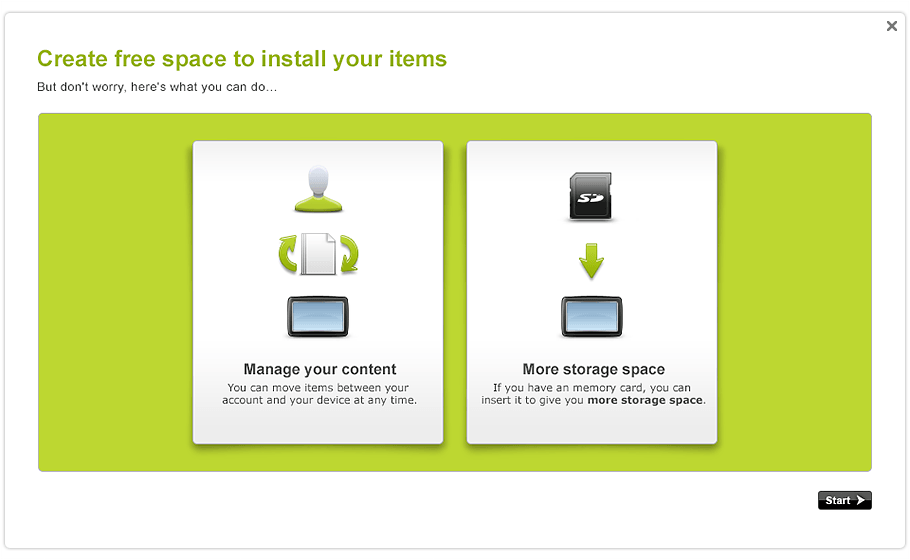 Create free space to install your items
But don't worry, here's what you can do...
SD
Manage your content
You can move items between your
account and your device at any time.
More storage space
If you have an memory card, you can
insert it to give you more storage space.
Start